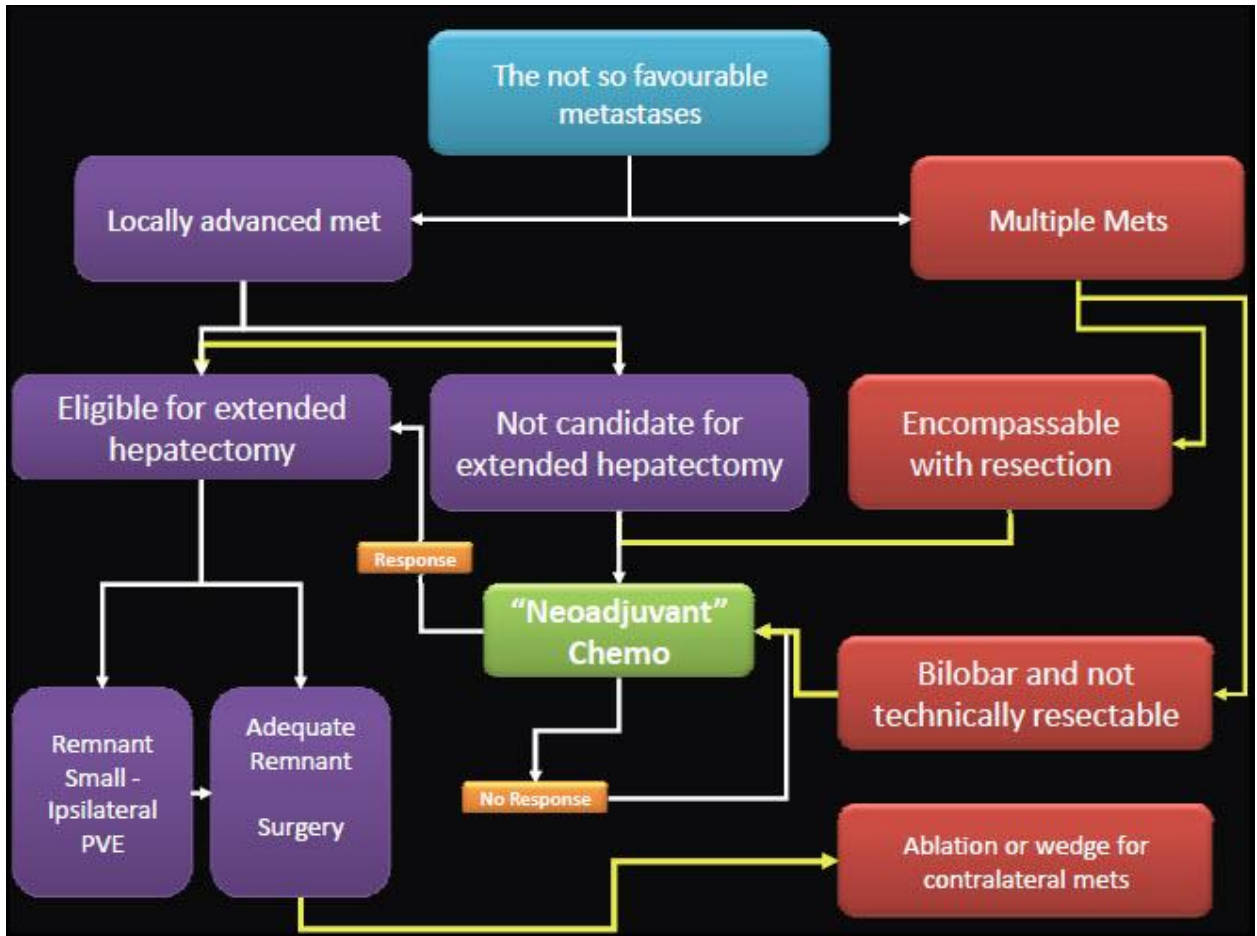 The not so favourable
metastases
Locally advanced met
Multiple Mets
Eligible for extended
hepatectomy
Not candidate for
extended hepatectomy
Encompassable
with resection
Response
“Neoadjuvant”
Chemo
Bilobar and not
technically resectable
Remnant
Small -
Ipsilateral
PVE
Adequate
Remnant
Surgery
No Response
Ablation or wedge for
contralateral mets